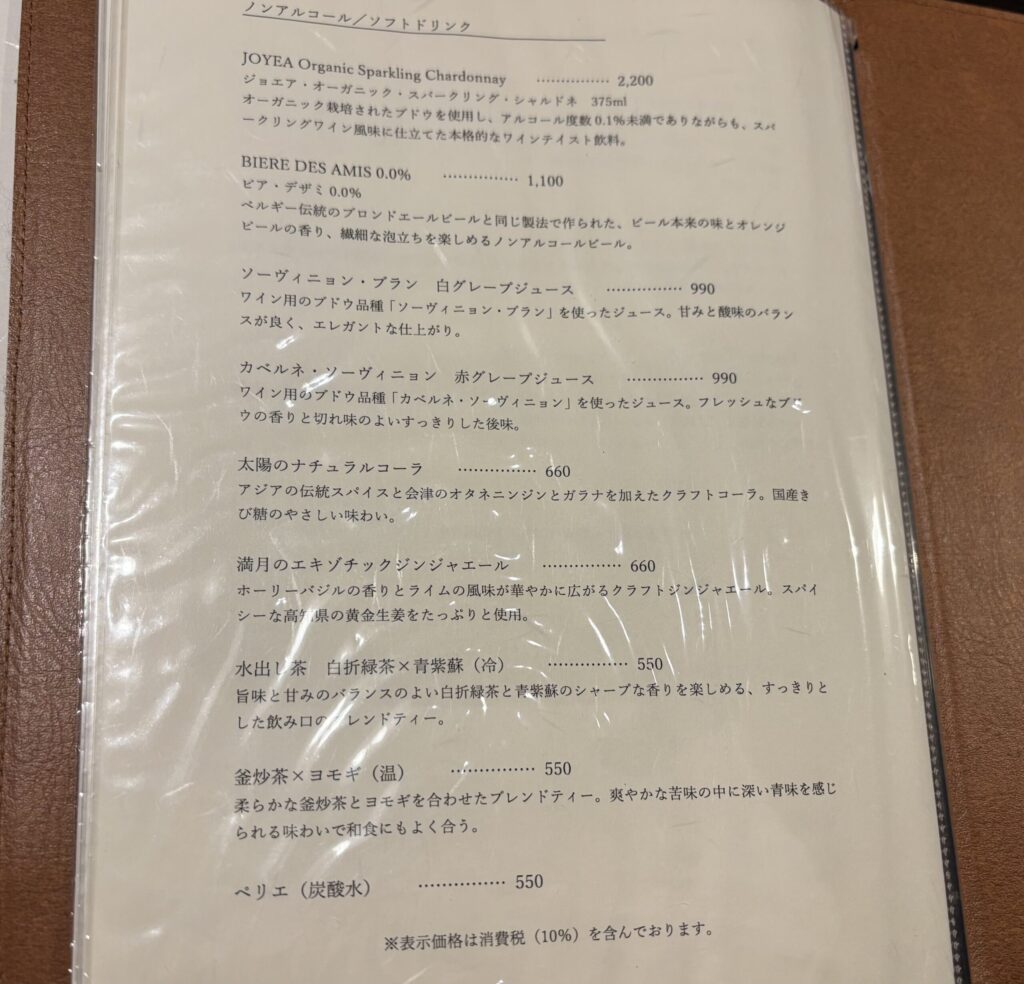 ノンアルコール／ソフトドリンク
JOYEA Organic Sparkling Chardonnay ............... 2,200
ジョエア・オーガニック・スパークリング・シャルドネ 375ml
オーガニック栽培されたブドウを使用し、アルコール度数0.1%未満でありながらも、スパ
ークリングワイン風味に仕立てた本格的なワインテイスト飲料。
BIERE DES AMIS 0.0% ............... 1,100
ビア・デザミ 0.0%
ベルギー伝統のブロンドエールビールと同じ製法で作られた、ビール本来の味とオレンジ
ピールの香り、繊細な泡立ちを楽しめるノンアルコールビール。
ソーヴィニョン・ブラン 白グレープジュース ............... 990
ワイン用のブドウ品種「ソーヴィニョン・ブラン」を使ったジュース。甘みと酸味のバラン
スが良く、エレガントな仕上がり。
カベルネ・ソーヴィニョン 赤グレープジュース ............... 990
ワイン用のブドウ品種「カベルネ・ソーヴィニョン」を使ったジュース。フレッシュなブド
ウの香りと切れ味のよいすっきりした後味。
太陽のナチュラルコーラ ............... 660
アジアの伝統スパイスと会津のオタネニンジンとガラナを加えたクラフトコーラ。国産き
び糖のやさしい味わい。
満月のエキゾチックジンジャエール ............... 660
ホーリーバジルの香りとライムの風味が華やかに広がるクラフトジンジャエール。スパイ
シーな高知県の黄金生姜をたっぷりと使用。
水出し茶 白折緑茶×青紫蘇（冷） ............... 550
旨味と甘みのバランスのよい白折緑茶と青紫蘇のシャープな香りを楽しめる、すっきりと
した飲み口のブレンドティー。
釜炒茶×ヨモギ（温） ............... 550
柔らかな釜炒茶とヨモギを合わせたブレンドティー。爽やかな苦味の中に深い青味を感じ
られる味わいで和食にもよく合う。
ペリエ（炭酸水） ............... 550
※表示価格は消費税（10%）を含んでおります。